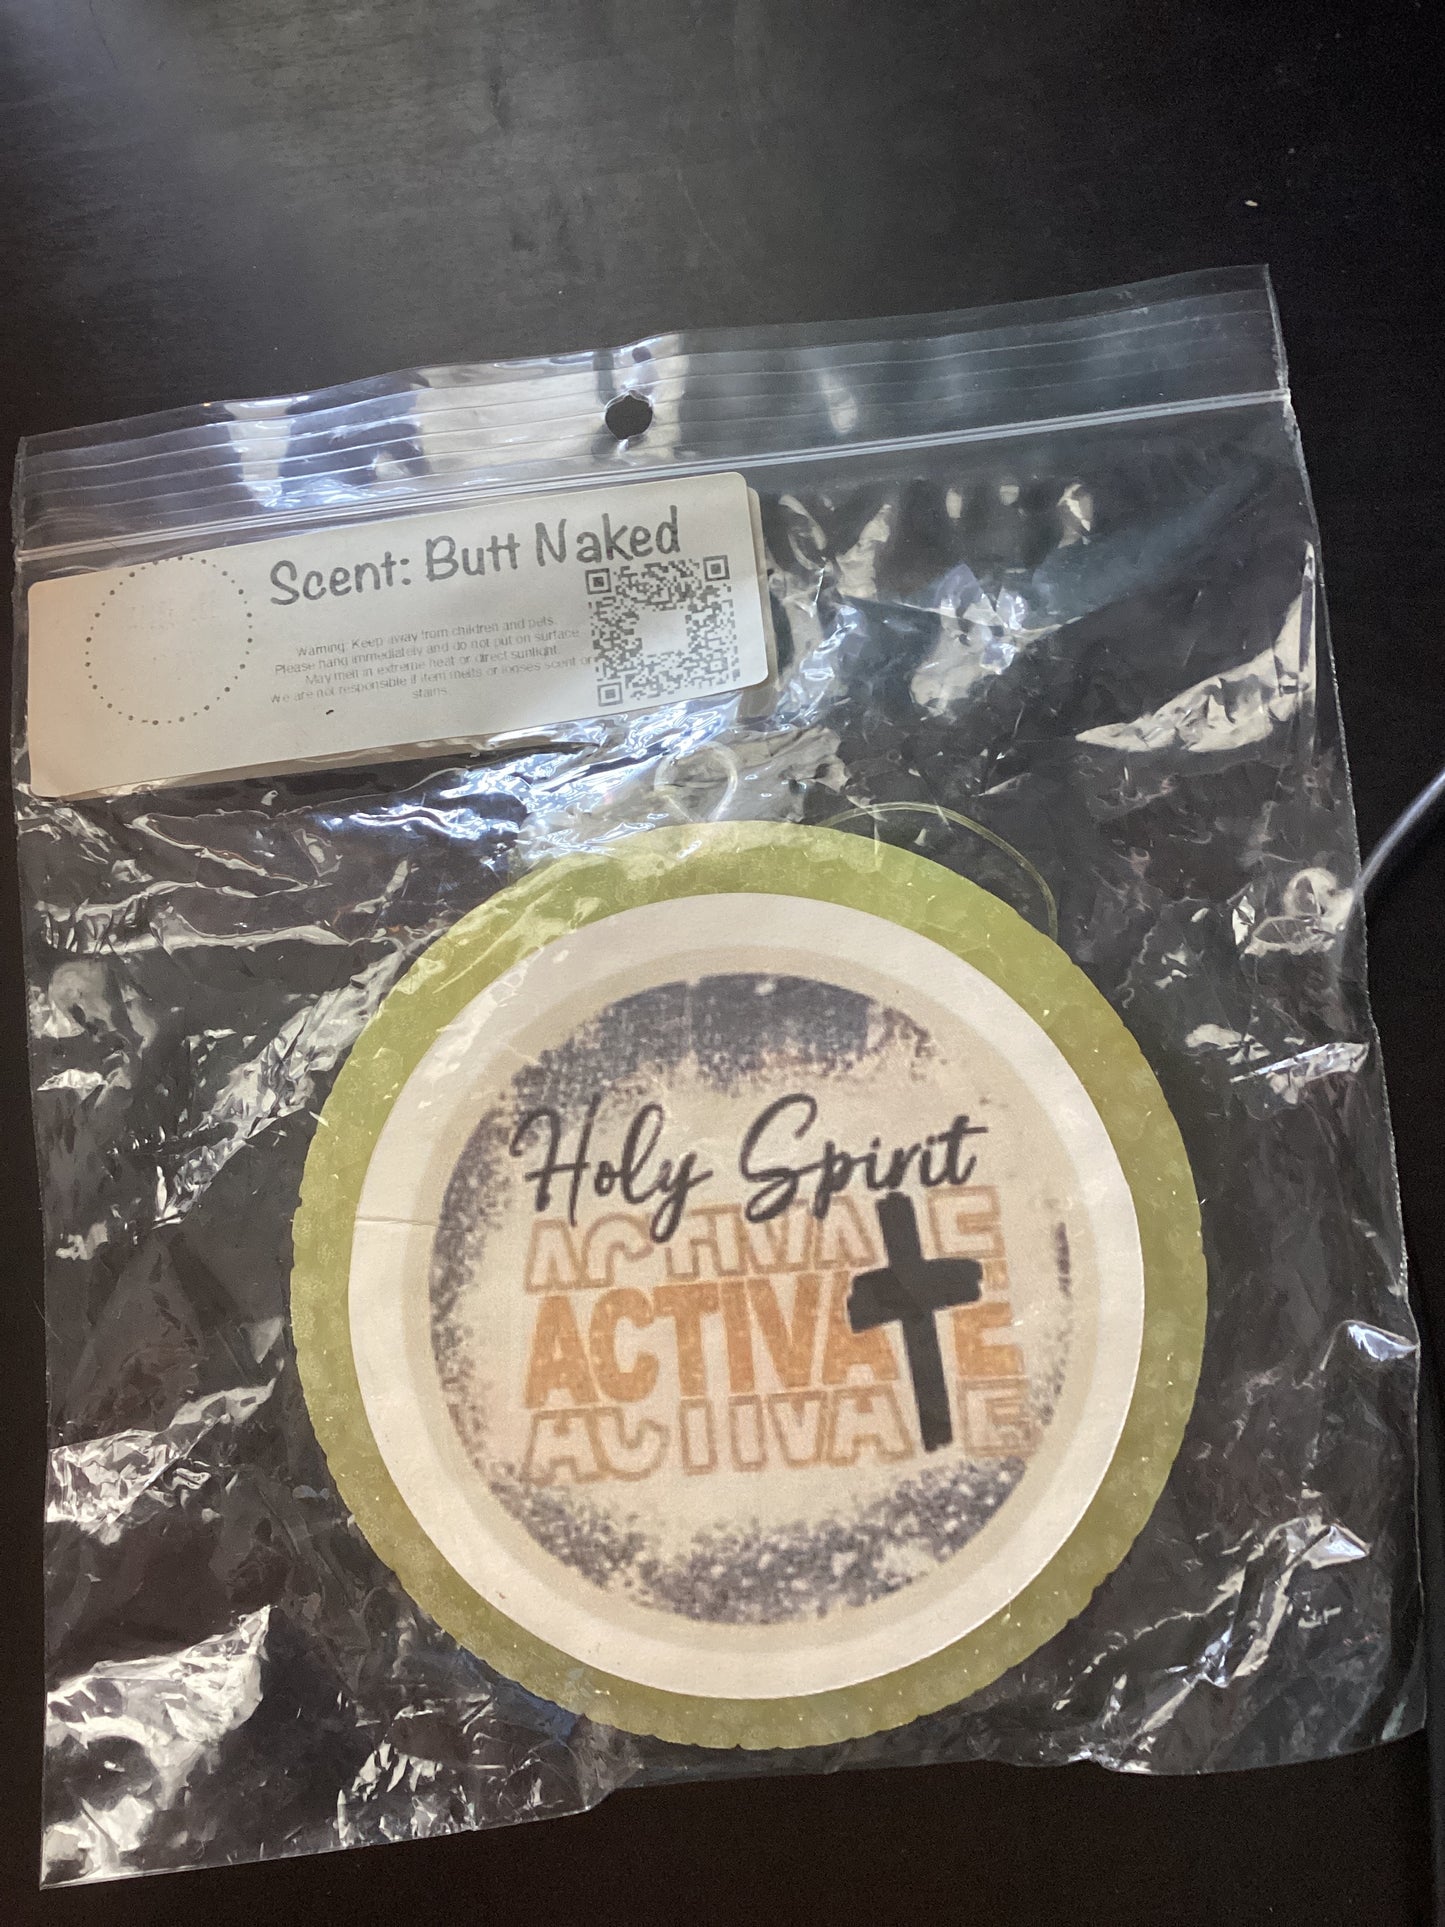 Scent: Butt Naked
Warning: Keep away from children and pets.
Please hang immediately and do not put on surface.
May melt in extreme heat or direct sunlight.
We are not responsible if item melts or looses scent or
stains.
Holy Spirit
ACTIVATE
ACTIVATE
ACTIVATE